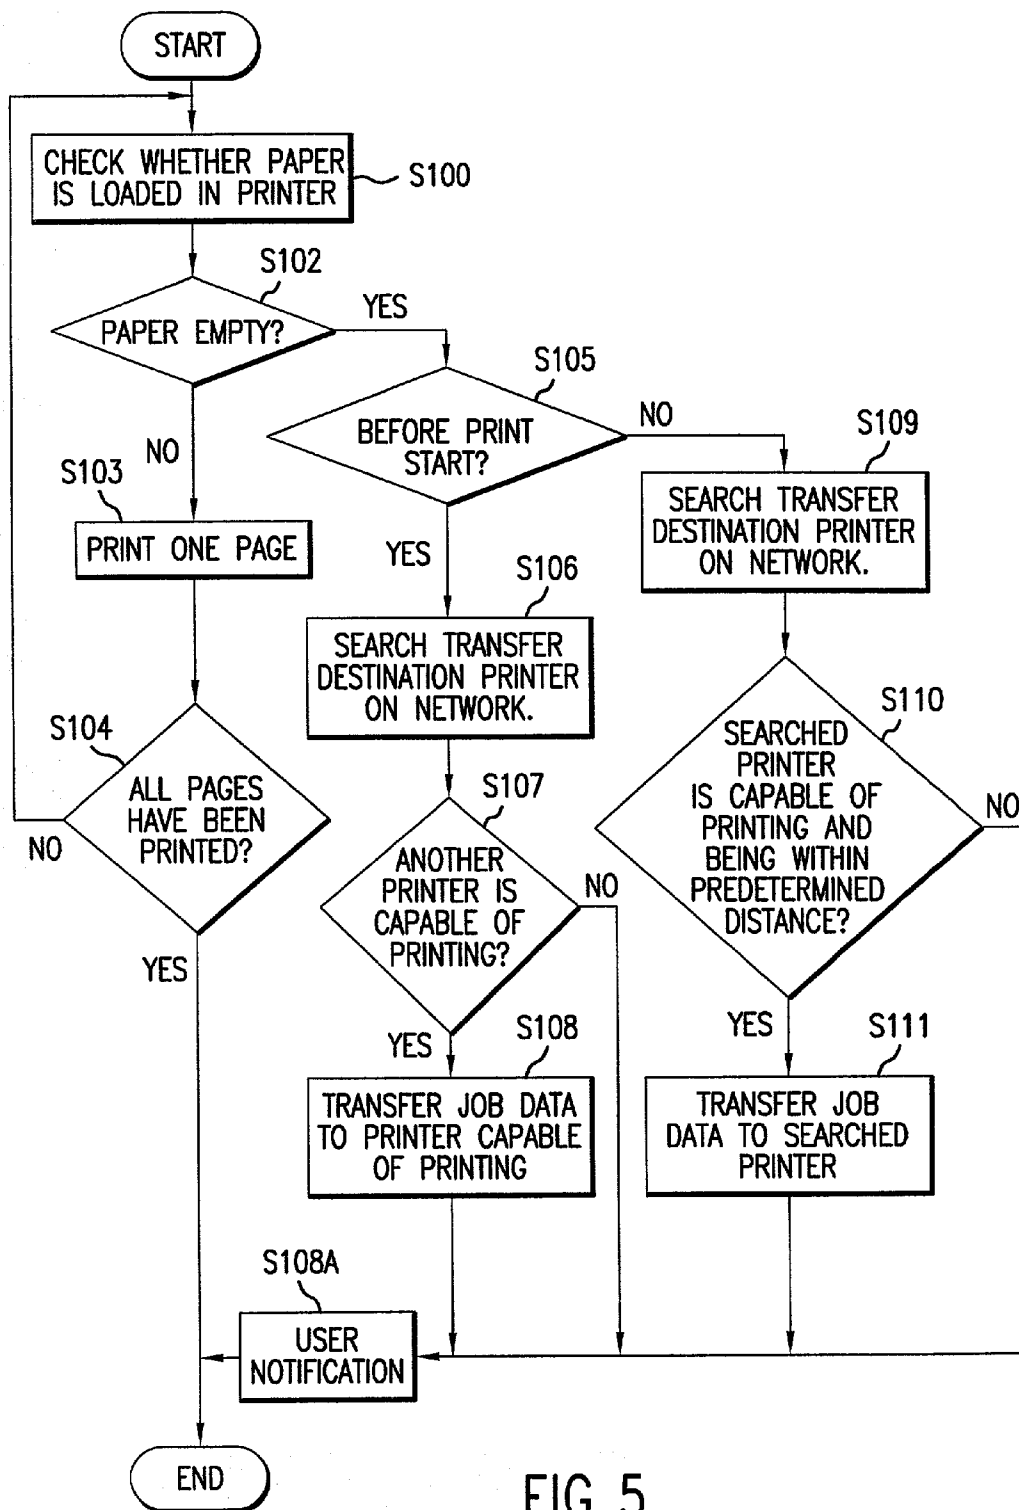 START
CHECK WHETHER PAPER
IS LOADED IN PRINTER
S100
S102
PAPER EMPTY?
YES
NO
S103
PRINT ONE PAGE
S104
ALL PAGES
HAVE BEEN
PRINTED?
NO
YES
S105
BEFORE PRINT
START?
NO
YES
S106
SEARCH TRANSFER
DESTINATION PRINTER
ON NETWORK.
S107
ANOTHER
PRINTER IS
CAPABLE OF
PRINTING?
NO
YES
S108
TRANSFER JOB DATA
TO PRINTER CAPABLE
OF PRINTING
S109
SEARCH TRANSFER
DESTINATION PRINTER
ON NETWORK.
S110
SEARCHED
PRINTER
IS CAPABLE OF
PRINTING AND
BEING WITHIN
PREDETERMINED
DISTANCE?
NO
YES
S111
TRANSFER JOB
DATA TO SEARCHED
PRINTER
S108A
USER
NOTIFICATION
END
FIG. 5